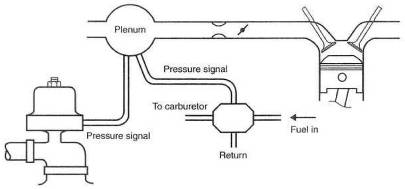 Plenum
Pressure signal
To carburetor
Fuel in
Pressure signal
Return